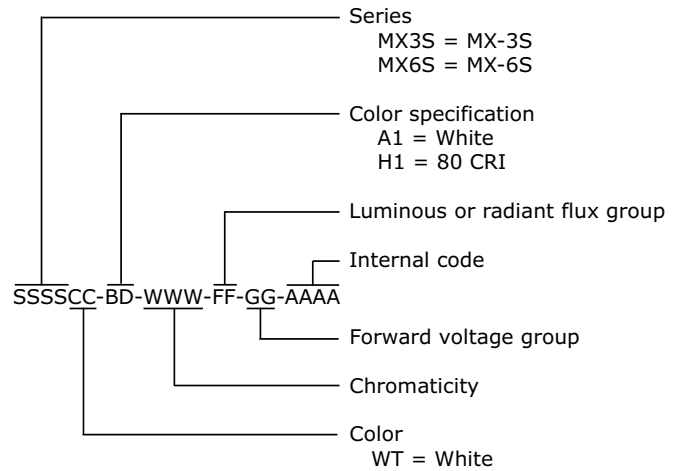 Series
MX3S = MX-3S
MX6S = MX-6S
Color specification
A1 = White
H1 = 80 CRI
Luminous or radiant flux group
Internal code
SSSSCC-BD-WWW-FF-GG-AAAA
Forward voltage group
Chromaticity
Color
WT = White